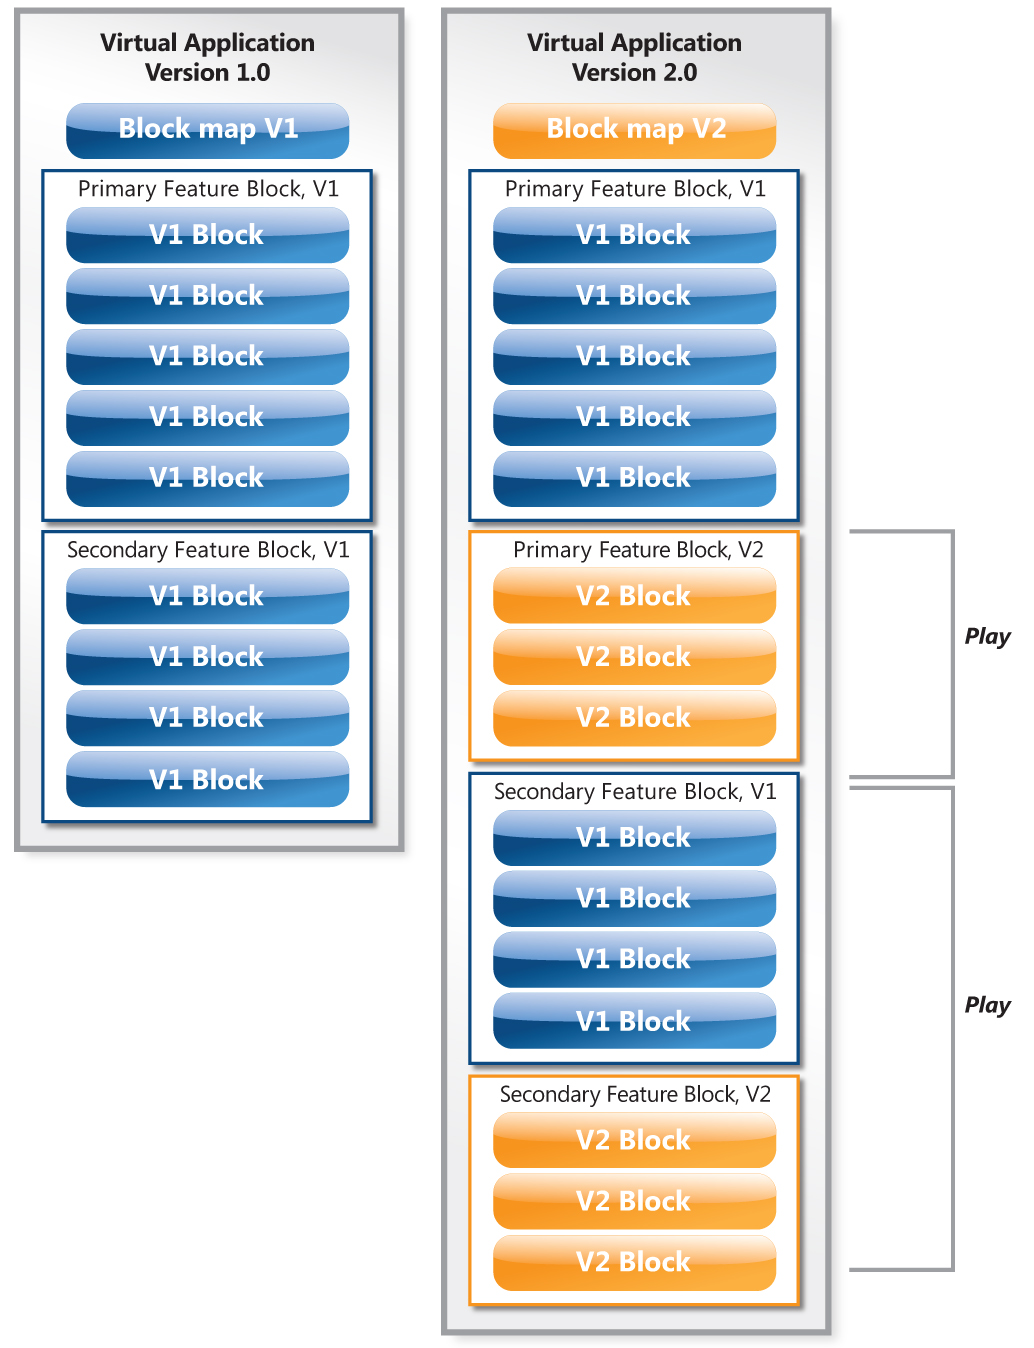 Virtual Application
Version 1.0
Block map V1
Primary Feature Block, V1
V1 Block
V1 Block
V1 Block
V1 Block
V1 Block
Secondary Feature Block, V1
V1 Block
V1 Block
V1 Block
V1 Block
Virtual Application
Version 2.0
Block map V2
Primary Feature Block, V1
V1 Block
V1 Block
V1 Block
V1 Block
V1 Block
Primary Feature Block, V2
V2 Block
V2 Block
V2 Block
Secondary Feature Block, V1
V1 Block
V1 Block
V1 Block
V1 Block
Secondary Feature Block, V2
V2 Block
V2 Block
V2 Block
Play
Play